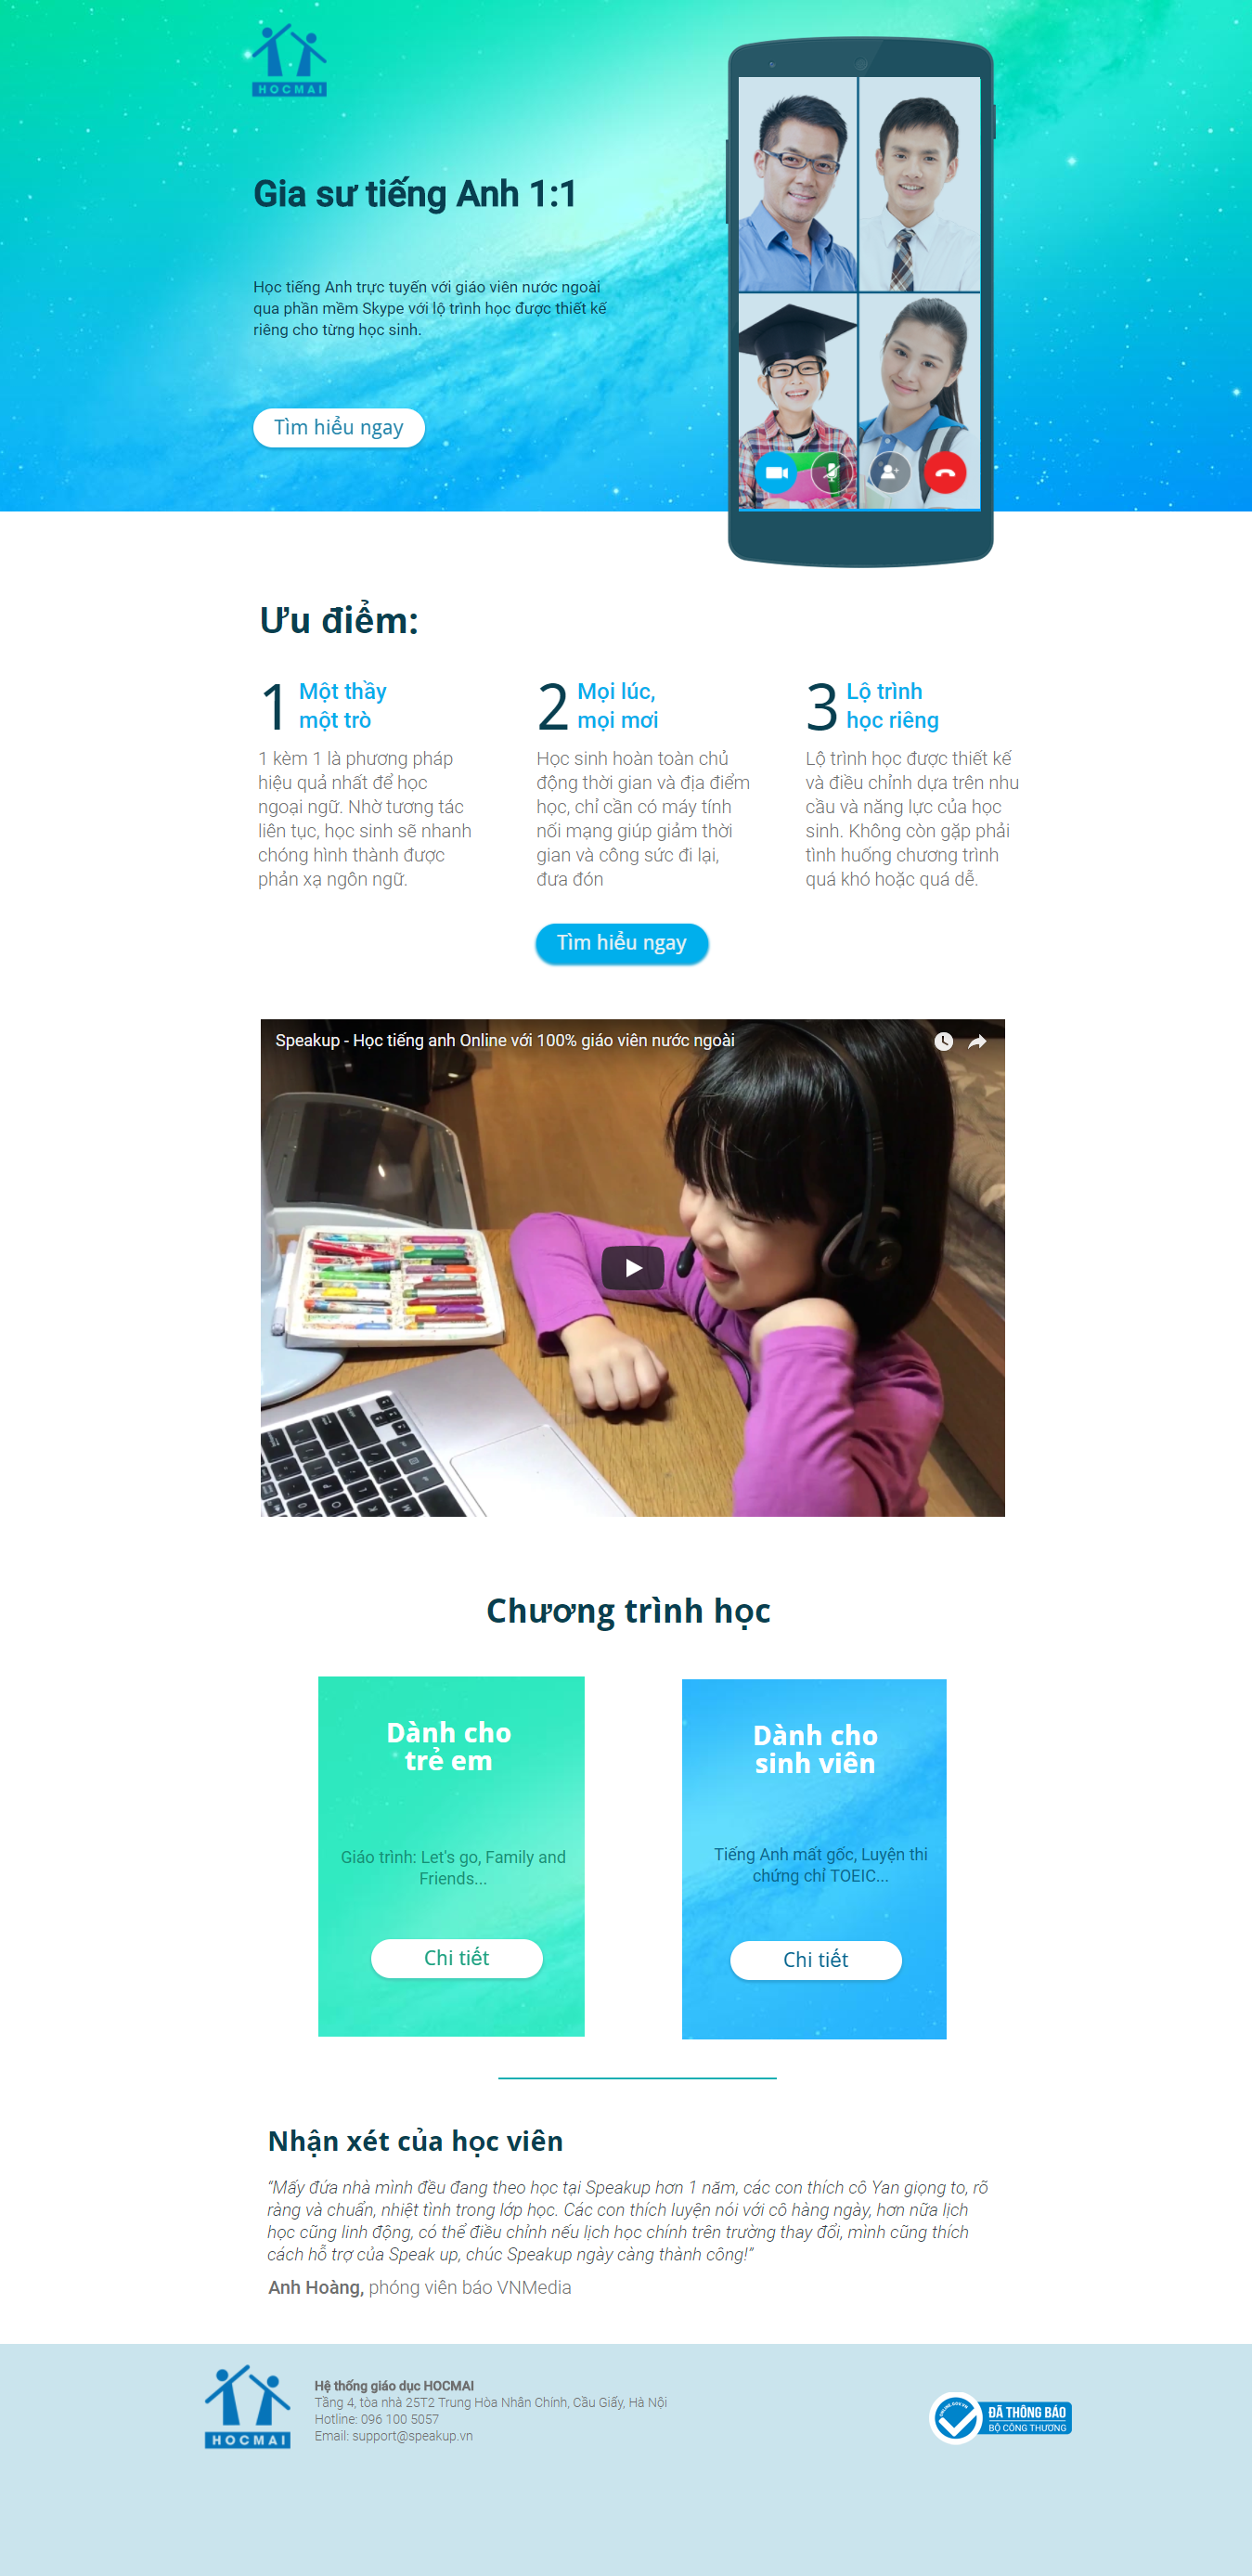 HOCMAI
Gia sư tiếng Anh 1:1
Học tiếng Anh trực tuyến với giáo viên nước ngoài
qua phần mềm Skype với lộ trình học được thiết kế
riêng cho từng học sinh.
Tìm hiểu ngay
Ưu điểm:
1 Một thầy
một trò
1 kèm 1 là phương pháp
hiệu quả nhất để học
ngoại ngữ. Nhờ tương tác
liên tục, học sinh sẽ nhanh
chóng hình thành được
phản xạ ngôn ngữ.
2 Mọi lúc,
mọi mơi
Học sinh hoàn toàn chủ
động thời gian và địa điểm
học, chỉ cần có máy tính
nối mạng giúp giảm thời
gian và công sức đi lại,
đưa đón
3 Lộ trình
học riêng
Lộ trình học được thiết kế
và điều chỉnh dựa trên nhu
cầu và năng lực của học
sinh. Không còn gặp phải
tình huống chương trình
quá khó hoặc quá dễ.
Tìm hiểu ngay
Speakup - Học tiếng anh Online với 100% giáo viên nước ngoài
Chương trình học
Dành cho
trẻ em
Giáo trình: Let's go, Family and
Friends...
Chi tiết
Dành cho
sinh viên
Tiếng Anh mất gốc, Luyện thi
chứng chỉ TOEIC...
Chi tiết
Nhận xét của học viên
“Mấy đứa nhà mình đều đang theo học tại Speakup hơn 1 năm, các con thích cô Yan giọng to, rõ
ràng và chuẩn, nhiệt tình trong lớp học. Các con thích luyện nói với cô hàng ngày, hơn nữa lịch
học cũng linh động, có thể điều chỉnh nếu lịch học chính trên trường thay đổi, mình cũng thích
cách hỗ trợ của Speak up, chúc Speakup ngày càng thành công!”
Anh Hoàng, phóng viên báo VNMedia
HOCMAI
Hệ thống giáo dục HOCMAI
Tầng 4, tòa nhà 25T2 Trung Hòa Nhân Chính, Cầu Giấy, Hà Nội
Hotline: 096 100 5057
Email: support@speakup.vn
ONLINE.GOV.VN
ĐÃ THÔNG BÁO
BỘ CÔNG THƯƠNG